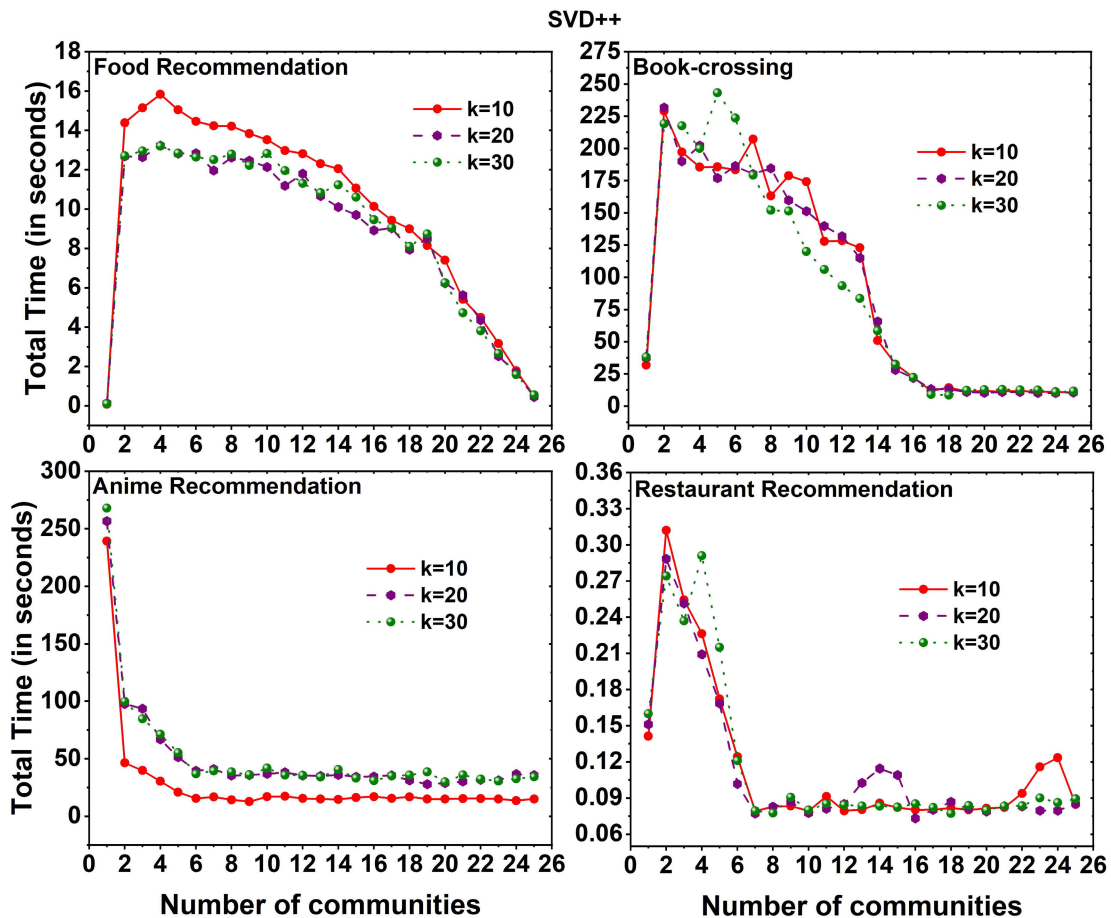 SVD++
Food Recommendation
k=10
k=20
k=30
Total Time (in seconds)
18
16
14
12
10
8
6
4
2
0
0 2 4 6 8 10 12 14 16 18 20 22 24 26
Book-crossing
k=10
k=20
k=30
275
250
225
200
175
150
125
100
75
50
25
0
0 2 4 6 8 10 12 14 16 18 20 22 24 26
Anime Recommendation
k=10
k=20
k=30
Total Time (in seconds)
300
250
200
150
100
50
0
0 2 4 6 8 10 12 14 16 18 20 22 24 26
Number of communities
Restaurant Recommendation
k=10
k=20
k=30
0.36
0.33
0.30
0.27
0.24
0.21
0.18
0.15
0.12
0.09
0.06
0 2 4 6 8 10 12 14 16 18 20 22 24 26
Number of communities